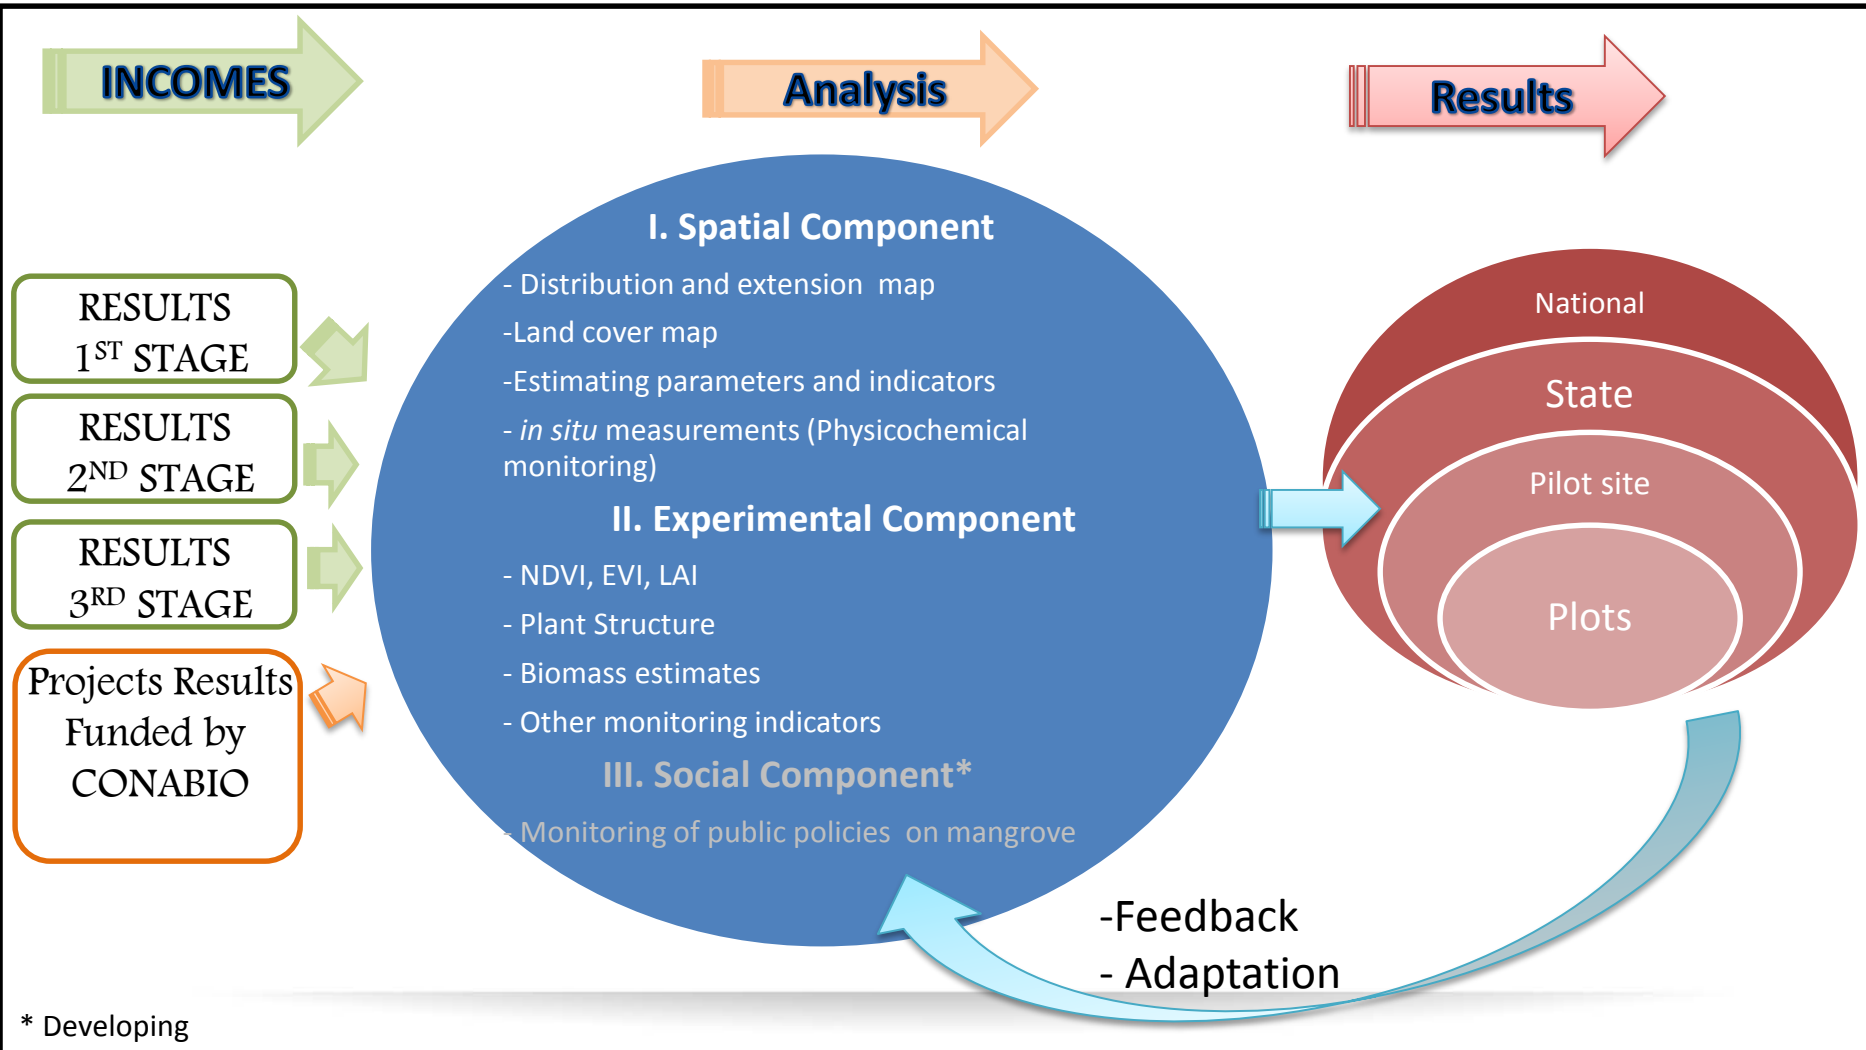 INCOMES
Analysis
Results
RESULTS
1ST STAGE
RESULTS
2ND STAGE
RESULTS
3RD STAGE
Projects Results
Funded by
CONABIO
I. Spatial Component
- Distribution and extension  map
-Land cover map
-Estimating parameters and indicators
- in situ measurements (Physicochemical
monitoring)
II. Experimental Component
- NDVI, EVI, LAI
- Plant Structure
- Biomass estimates
- Other monitoring indicators
III. Social Component*
- Monitoring of public policies  on mangrove
National
State
Pilot site
Plots
-Feedback
- Adaptation
* Developing